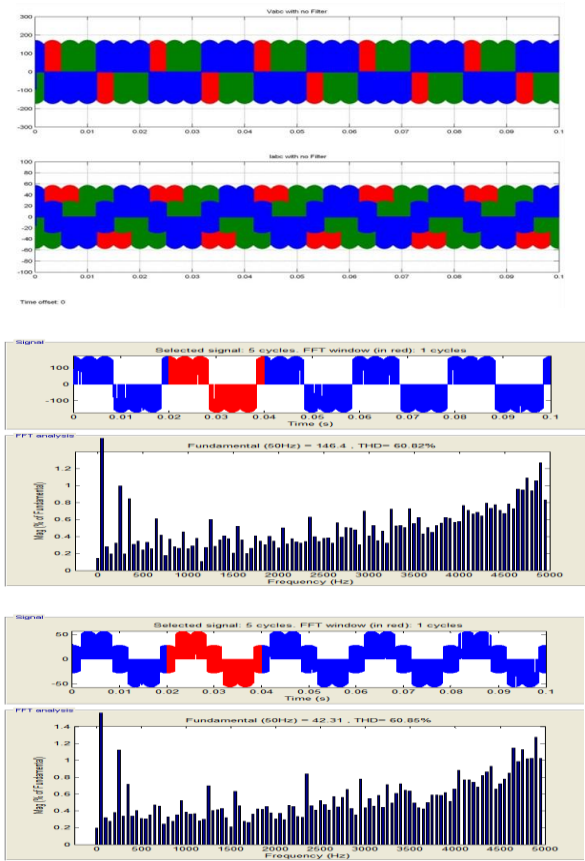 Vabc with no Filter
300
200
100
0
-100
-200
-300
0 0.01 0.02 0.03 0.04 0.05 0.06 0.07 0.08 0.09 0.1
Iabc with no Filter
100
80
60
40
20
0
-20
-40
-60
-80
-100
0 0.01 0.02 0.03 0.04 0.05 0.06 0.07 0.08 0.09 0.1
Time offset: 0
Signal
Selected signal: 5 cycles. FFT window (in red): 1 cycles
100
0
-100
0 0.01 0.02 0.03 0.04 0.05 0.06 0.07 0.08 0.09 0.1
Time (s)
FFT analysis
Fundamental (50Hz) = 146.4 , THD= 60.82%
Mag (% of Fundamental)
1.2
1
0.8
0.6
0.4
0.2
0
0 500 1000 1500 2000 2500 3000 3500 4000 4500 5000
Frequency (Hz)
Signal
Selected signal: 5 cycles. FFT window (in red): 1 cycles
50
0
-50
0 0.01 0.02 0.03 0.04 0.05 0.06 0.07 0.08 0.09 0.1
Time (s)
FFT analysis
Fundamental (50Hz) = 42.31 , THD= 60.85%
Mag (% of Fundamental)
1.4
1.2
1
0.8
0.6
0.4
0.2
0
0 500 1000 1500 2000 2500 3000 3500 4000 4500 5000
Frequency (Hz)